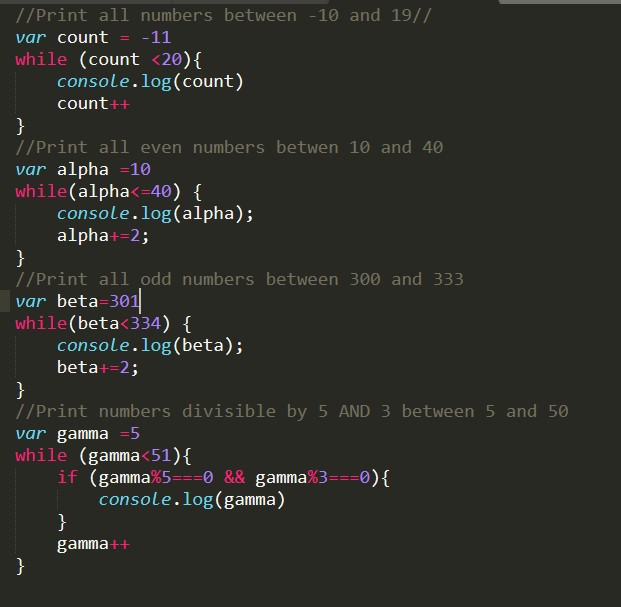 //Print all numbers between -10 and 19//
var count = -11
while (count <20){
    console.log(count)
    count++
}
//Print all even numbers betwen 10 and 40
var alpha =10
while(alpha<=40) {
    console.log(alpha);
    alpha+=2;
}
//Print all odd numbers between 300 and 333
var beta=301
while(beta<334) {
    console.log(beta);
    beta+=2;
}
//Print numbers divisible by 5 AND 3 between 5 and 50
var gamma =5
while (gamma<51){
    if (gamma%5===0 && gamma%3===0){
        console.log(gamma)
    }
    gamma++
}